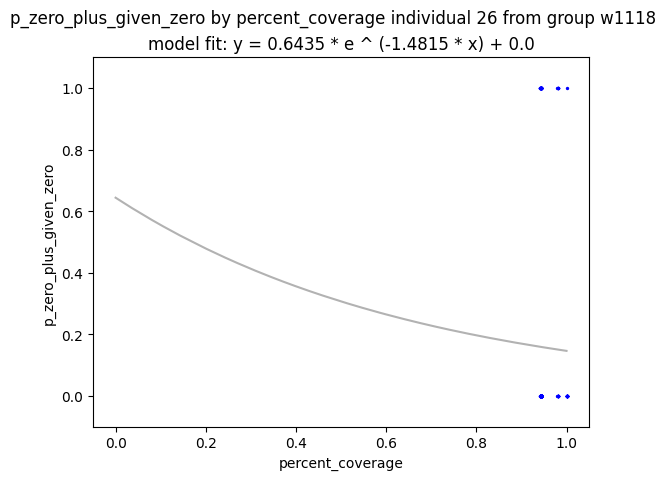 p_zero_plus_given_zero by percent_coverage individual 26 from group w1118
model fit: y = 0.6435 * e ^ (-1.4815 * x) + 0.0
1.0
0.8
0.6
0.4
0.2
0.0
p_zero_plus_given_zero
0.0 0.2 0.4 0.6 0.8 1.0
percent_coverage